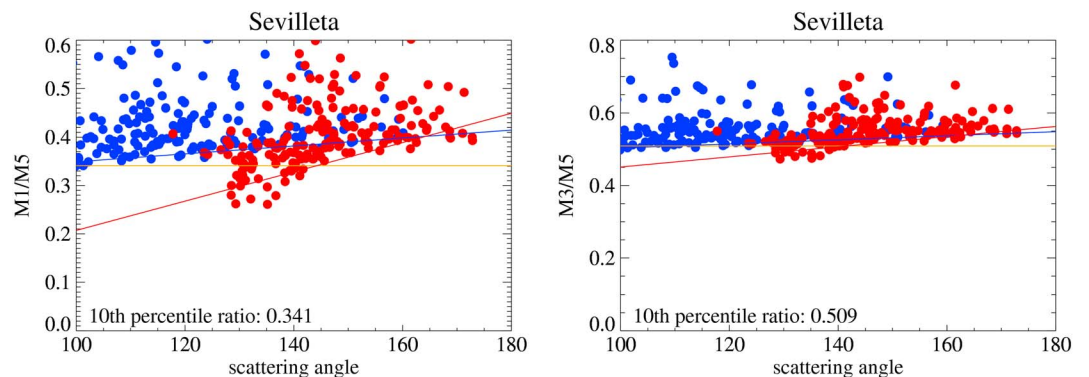 Sevilleta
0.6
0.5
0.4
0.3
0.2
0.1
0.0
M1/M5
10th percentile ratio: 0.341
100 120 140 160 180
scattering angle
Sevilleta
0.8
0.6
0.4
0.2
0.0
M3/M5
10th percentile ratio: 0.509
100 120 140 160 180
scattering angle